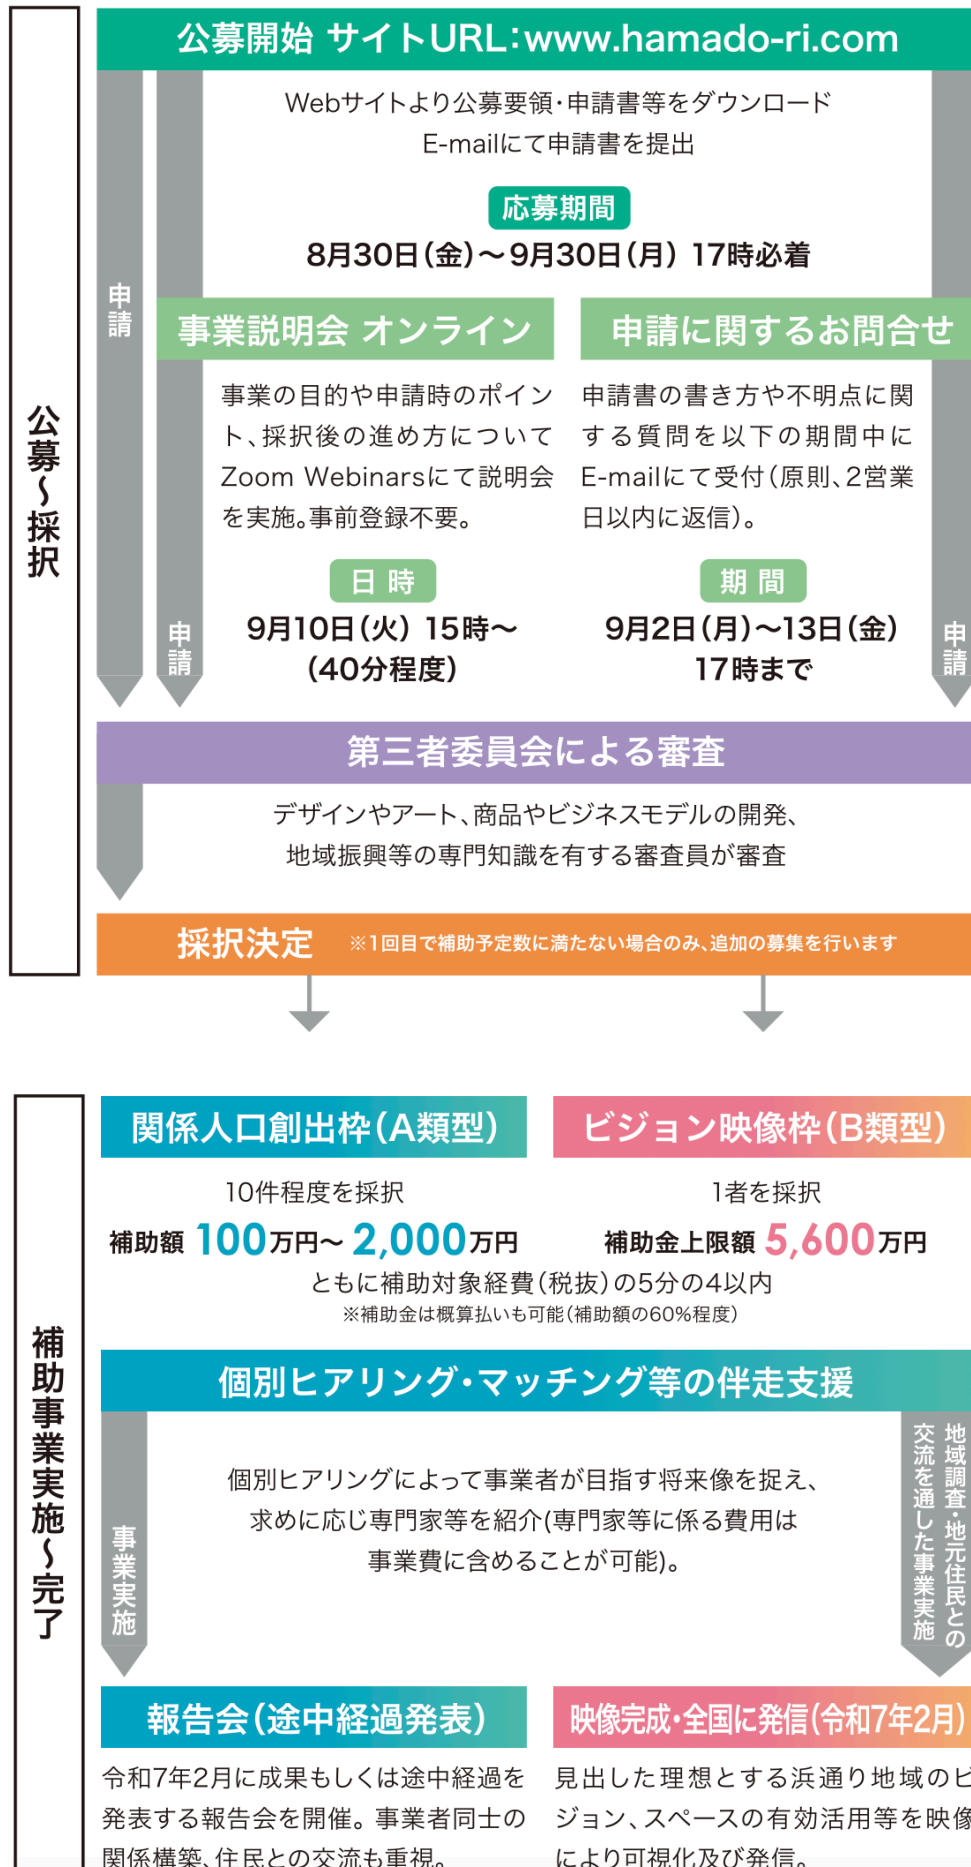 公募開始 サイトURL：www.hamado-ri.com
Webサイトより公募要領・申請書等をダウンロード
E-mailにて申請書を提出
応募期間
8月30日（金）～9月30日（月） 17時必着
申請
公募～採択
事業説明会 オンライン
事業の目的や申請時のポイン
ト、採択後の進め方について
Zoom Webinarsにて説明会
を実施。事前登録不要。
日時
9月10日（火） 15時～
（40分程度）
申請
申請に関するお問合せ
申請書の書き方や不明点に関
する質問を以下の期間中に
E-mailにて受付（原則、2営業
日以内に返信）。
期間
9月2日（月）～13日（金）
17時まで
申請
第三者委員会による審査
デザインやアート、商品やビジネスモデルの開発、
地域振興等の専門知識を有する審査員が審査
採択決定 ※1回目で補助予定数に満たない場合のみ、追加の募集を行います
補助事業実施～完了
関係人口創出枠（A類型）
10件程度を採択
補助額 100万円～ 2,000万円
ビジョン映像枠（B類型）
1者を採択
補助金上限額 5,600万円
ともに補助対象経費（税抜）の5分の4以内
※補助金は概算払いも可能（補助額の60%程度）
個別ヒアリング・マッチング等の伴走支援
個別ヒアリングによって事業者が目指す将来像を捉え、
求めに応じ専門家等を紹介(専門家等に係る費用は
事業費に含めることが可能)。
事業実施
地域調査・地元住民との
交流を通した事業実施
報告会（途中経過発表）
令和7年2月に成果もしくは途中経過を
発表する報告会を開催。事業者同士の
関係構築、住民との交流も重視。
映像完成・全国に発信(令和7年2月)
見出した理想とする浜通り地域のビ
ジョン、スペースの有効活用等を映像
により可視化及び発信。